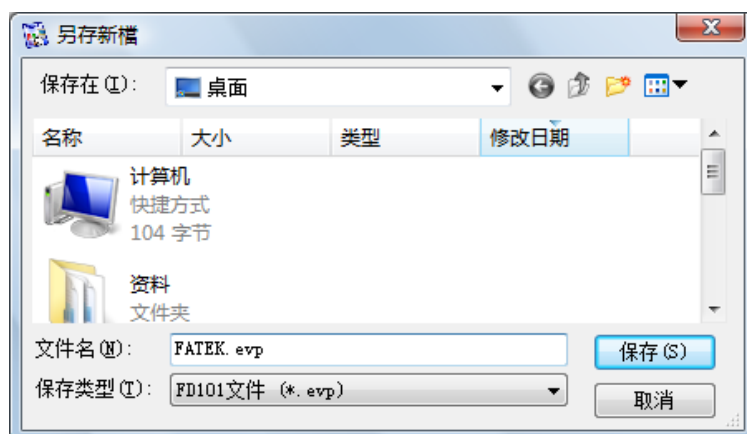 另存新檔
保存在(I): 桌面
名称 大小 类型 修改日期
计算机
快捷方式
104 字节
资料
文件夹
文件名(N): FATEK.evp 保存(S)
保存类型(T): FD101文件 (*.evp) 取消